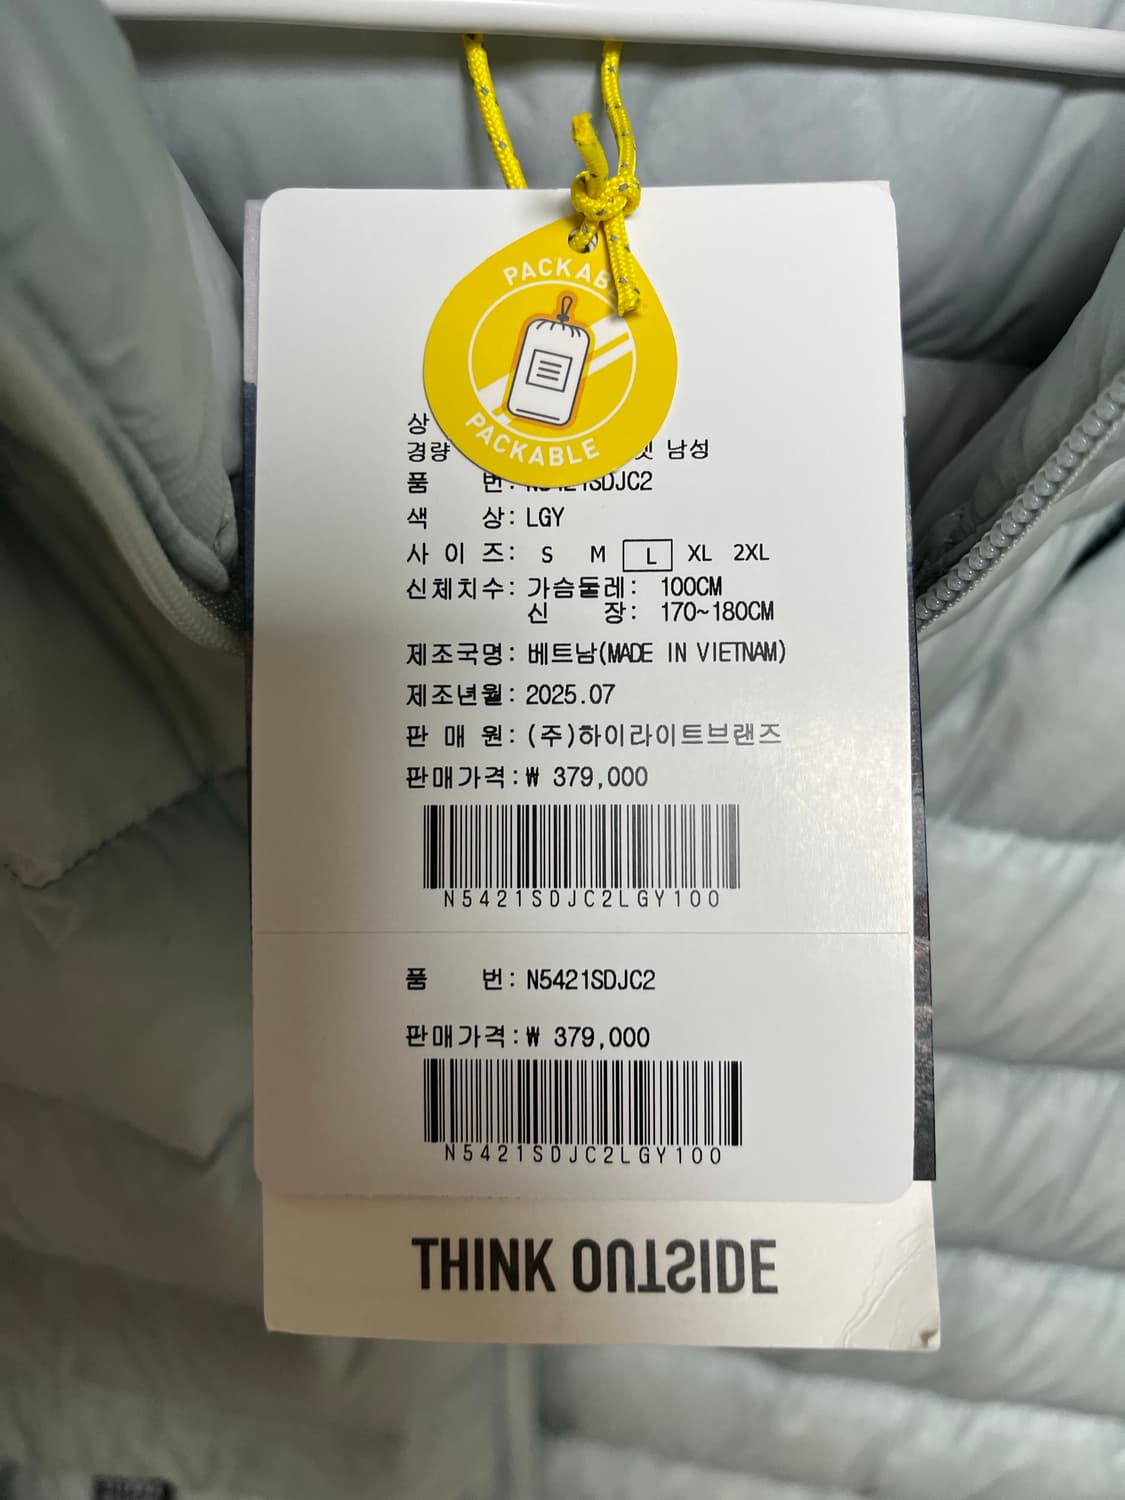 PACKABLE
PACKABLE
상
경량 남성
품 번: N5421SDJC2
색 상: LGY
사 이 즈: S M L XL 2XL
신체치수: 가슴둘레: 100CM
신 장: 170~180CM
제조국명: 베트남(MADE IN VIETNAM)
제조년월: 2025.07
판 매 원: (주)하이라이트브랜즈
판매가격:₩ 379,000
N5421SDJC2LGY100
품 번: N5421SDJC2
판매가격:₩ 379,000
N5421SDJC2LGY100
THINK OUTSIDE